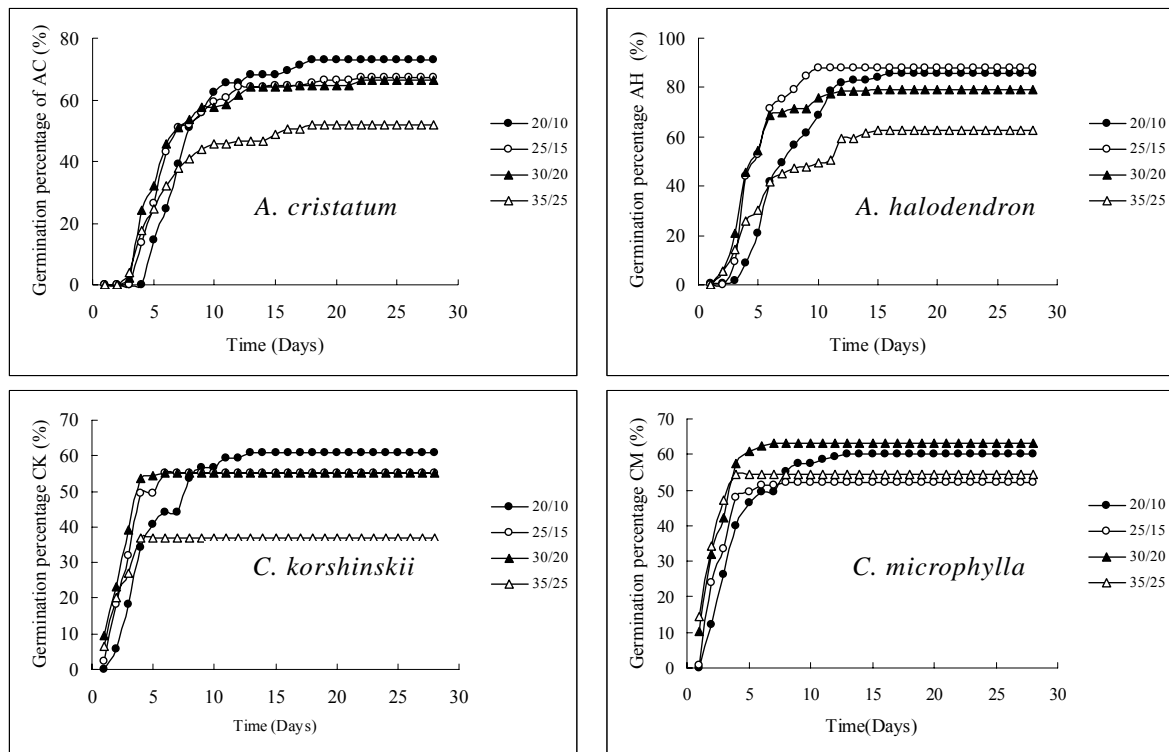 Germination percentage of AC (%)
80
60
40
20
0
0 5 10 15 20 25 30
Time (Days)
A. cristatum
20/10
25/15
30/20
35/25
Germination percentage AH (%)
100
80
60
40
20
0
0 5 10 15 20 25 30
Time (Days)
A. halodendron
20/10
25/15
30/20
35/25
Germination percentage CK (%)
70
60
50
40
30
20
10
0
0 5 10 15 20 25 30
Time (Days)
C. korshinskii
20/10
25/15
30/20
35/25
Germination percentage CM (%)
70
60
50
40
30
20
10
0
0 5 10 15 20 25 30
Time(Days)
C. microphylla
20/10
25/15
30/20
35/25